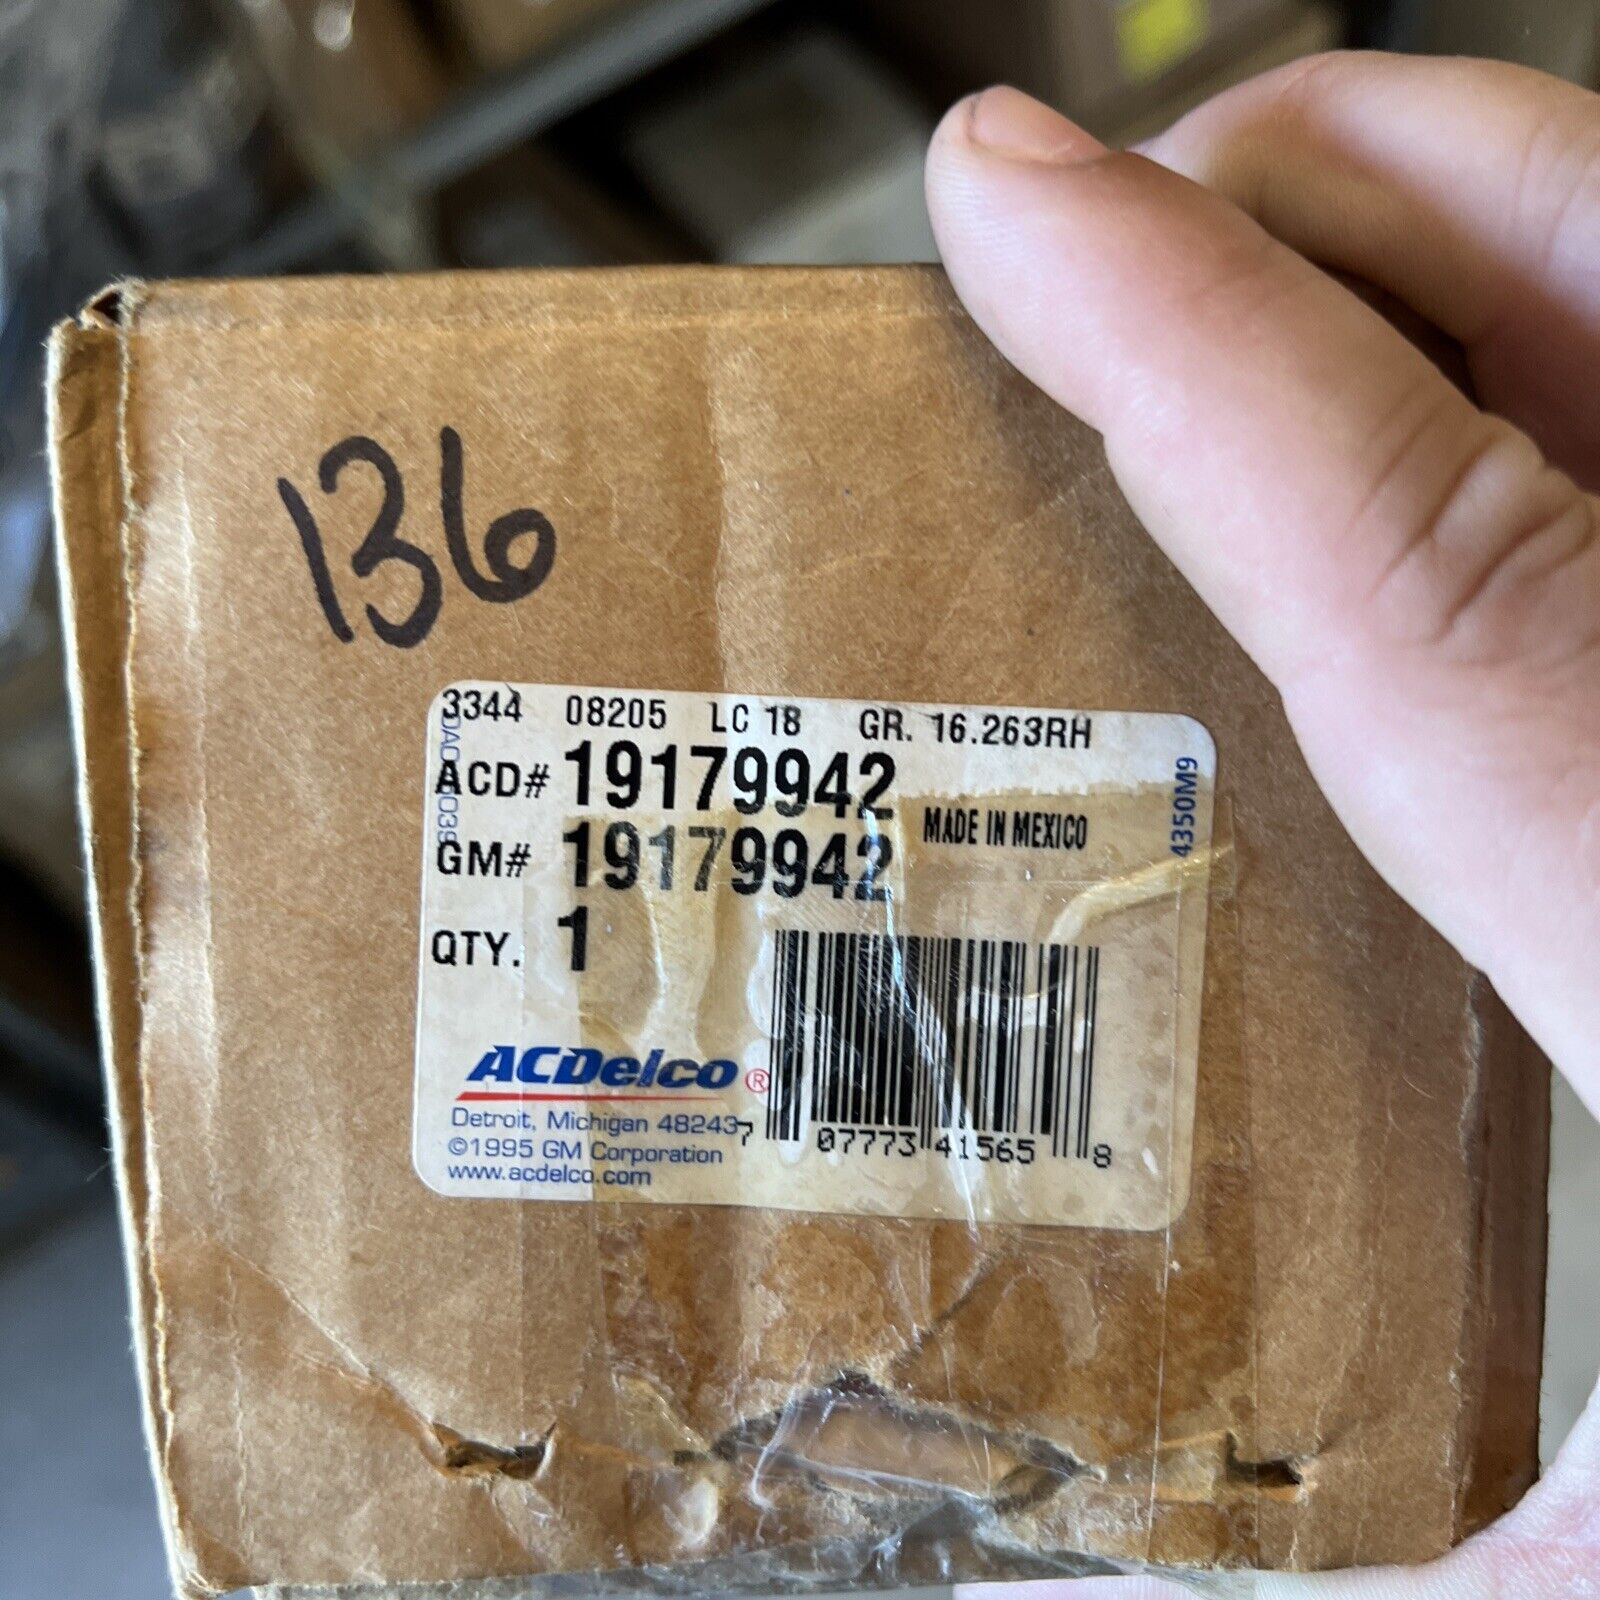 136
3344 08205 LC 18 GR. 16.263RH
ACD# 19179942
MADE IN MEXICO
GM# 19179942
QTY. 1
4350M9
ACDelco ®
Detroit, Michigan 48243
©1995 GM Corporation
www.acdelco.com
7 07773 41565 8